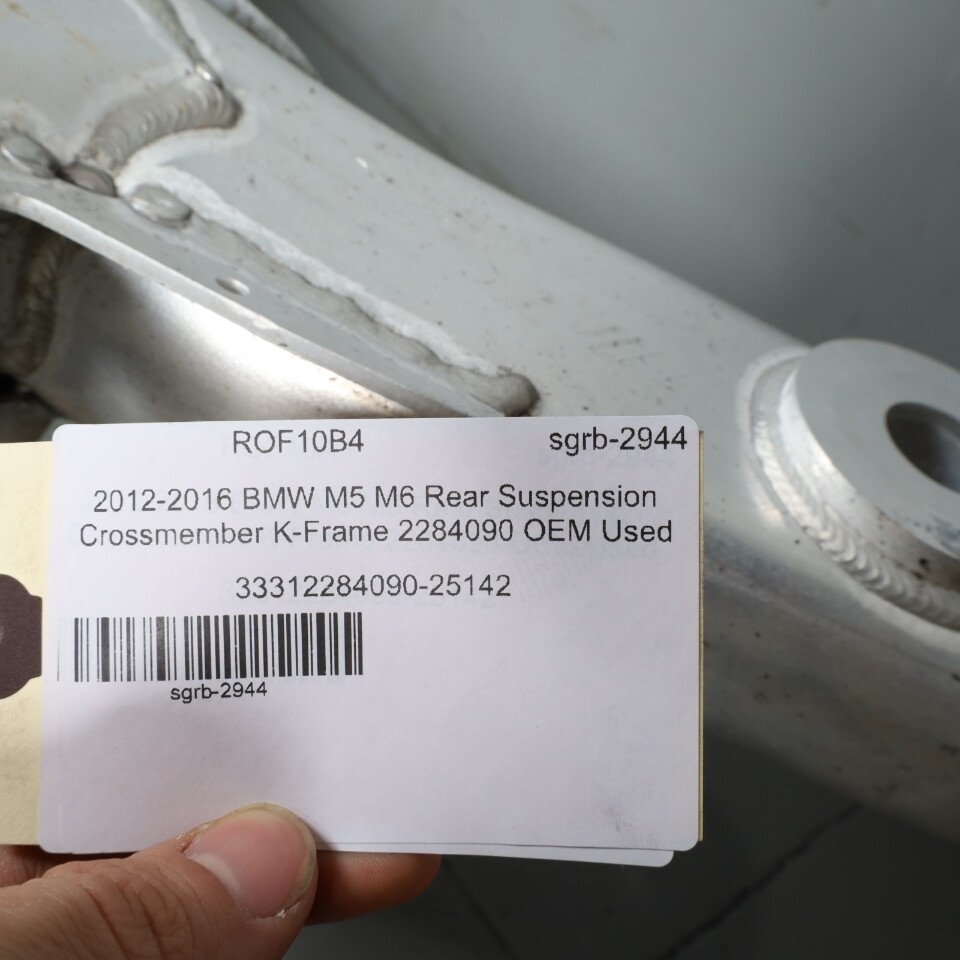 ROF10B4 sgrb-2944
2012-2016 BMW M5 M6 Rear Suspension
Crossmember K-Frame 2284090 OEM Used
33312284090-25142
sgrb-2944